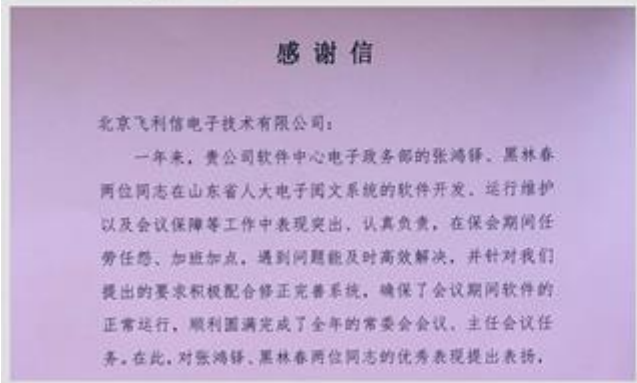 感谢信
北京飞利信电子技术有限公司：
一年来，贵公司软件中心电子政务部的张鸿铎、黑林春
两位同志在山东省人大电子阅文系统的软件开发、运行维护
以及会议保障等工作中表现突出、认真负责，在保会期间任
劳任怨、加班加点，遇到问题能及时高效解决，并针对我们
提出的要求积极配合修正完善系统，确保了会议期间软件的
正常运行，顺利圆满完成了全年的常委会会议、主任会议任
务。在此，对张鸿铎、黑林春两位同志的优秀表现提出表扬，